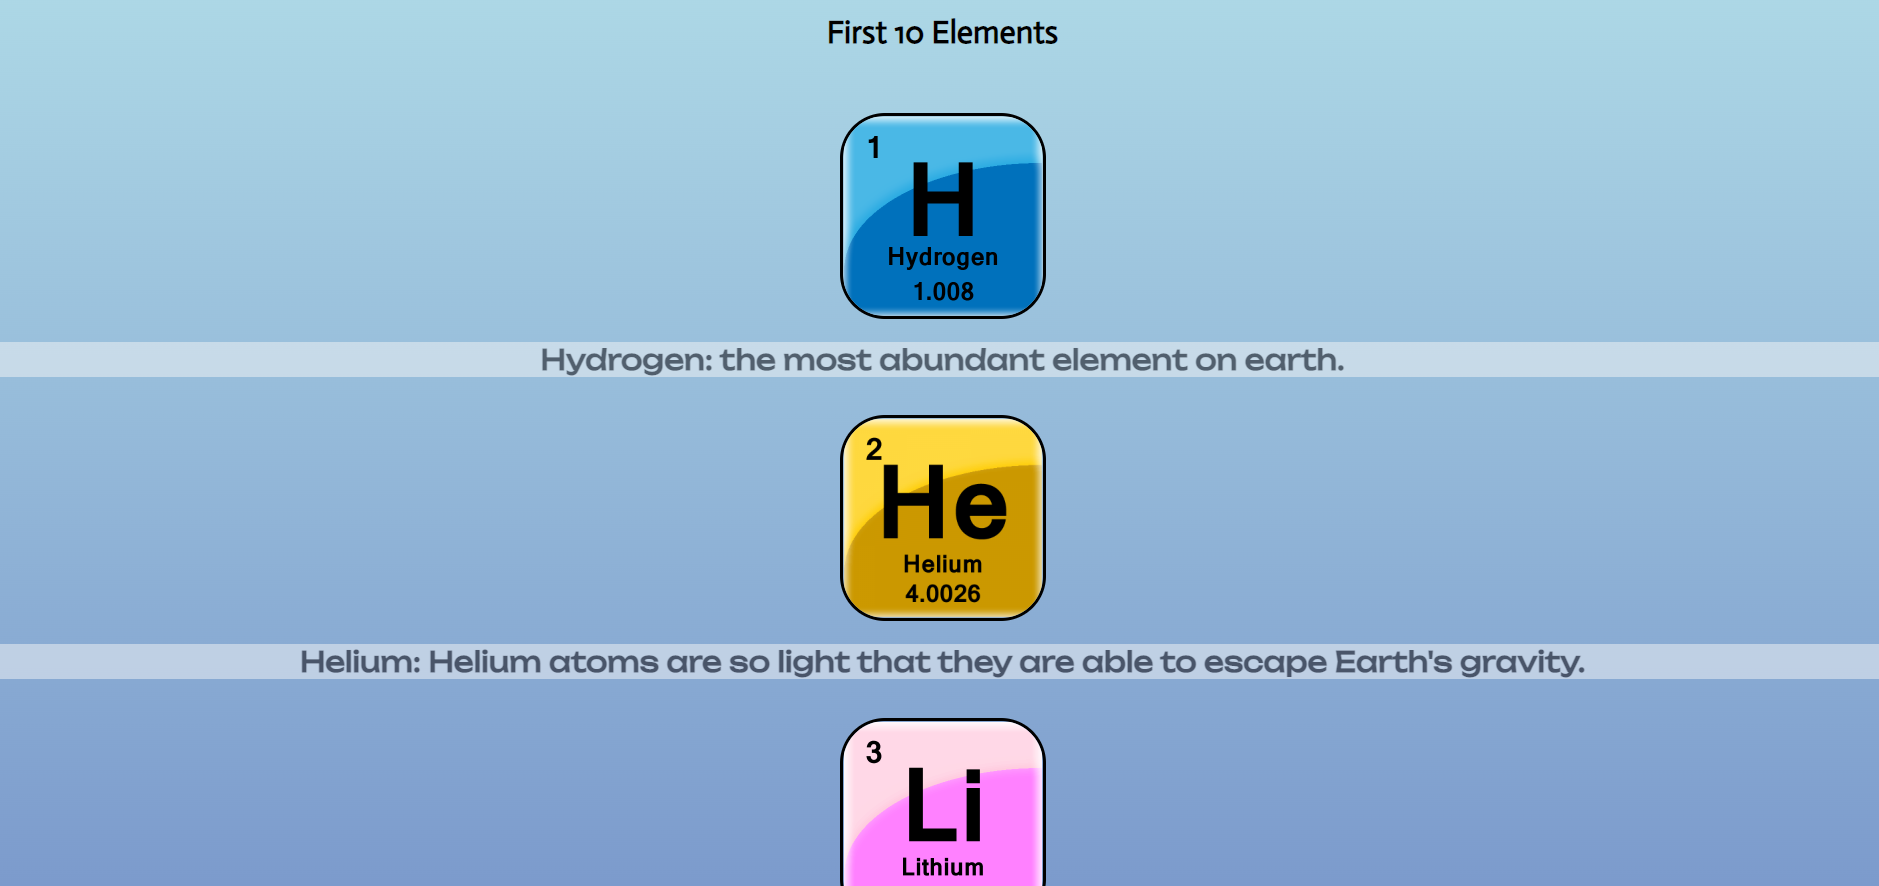 First 10 Elements
1
H
Hydrogen
1.008
Hydrogen: the most abundant element on earth.
2
He
Helium
4.0026
Helium: Helium atoms are so light that they are able to escape Earth's gravity.
3
Li
Lithium